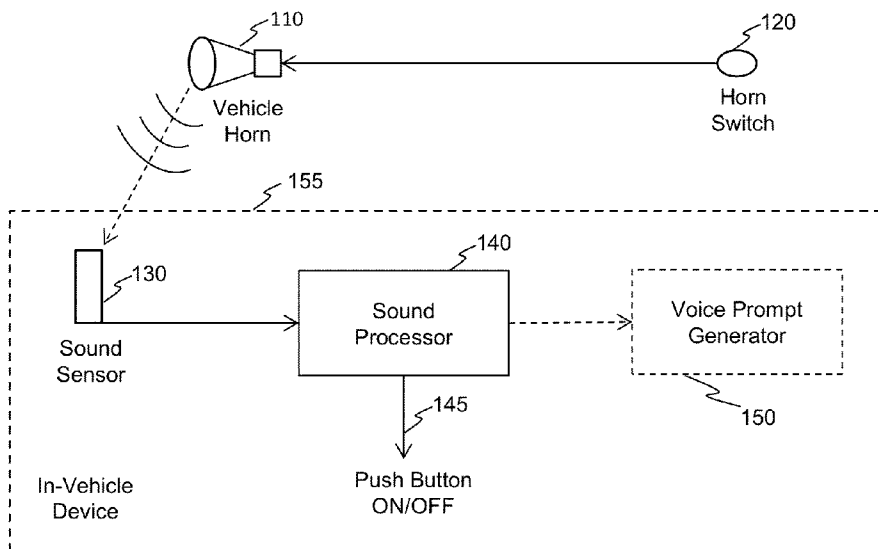 110
120
Vehicle
Horn
Horn
Switch
155
130
140
Sound
Processor
Voice Prompt
Generator
Sound
Sensor
145
150
Push Button
ON/OFF
In-Vehicle
Device